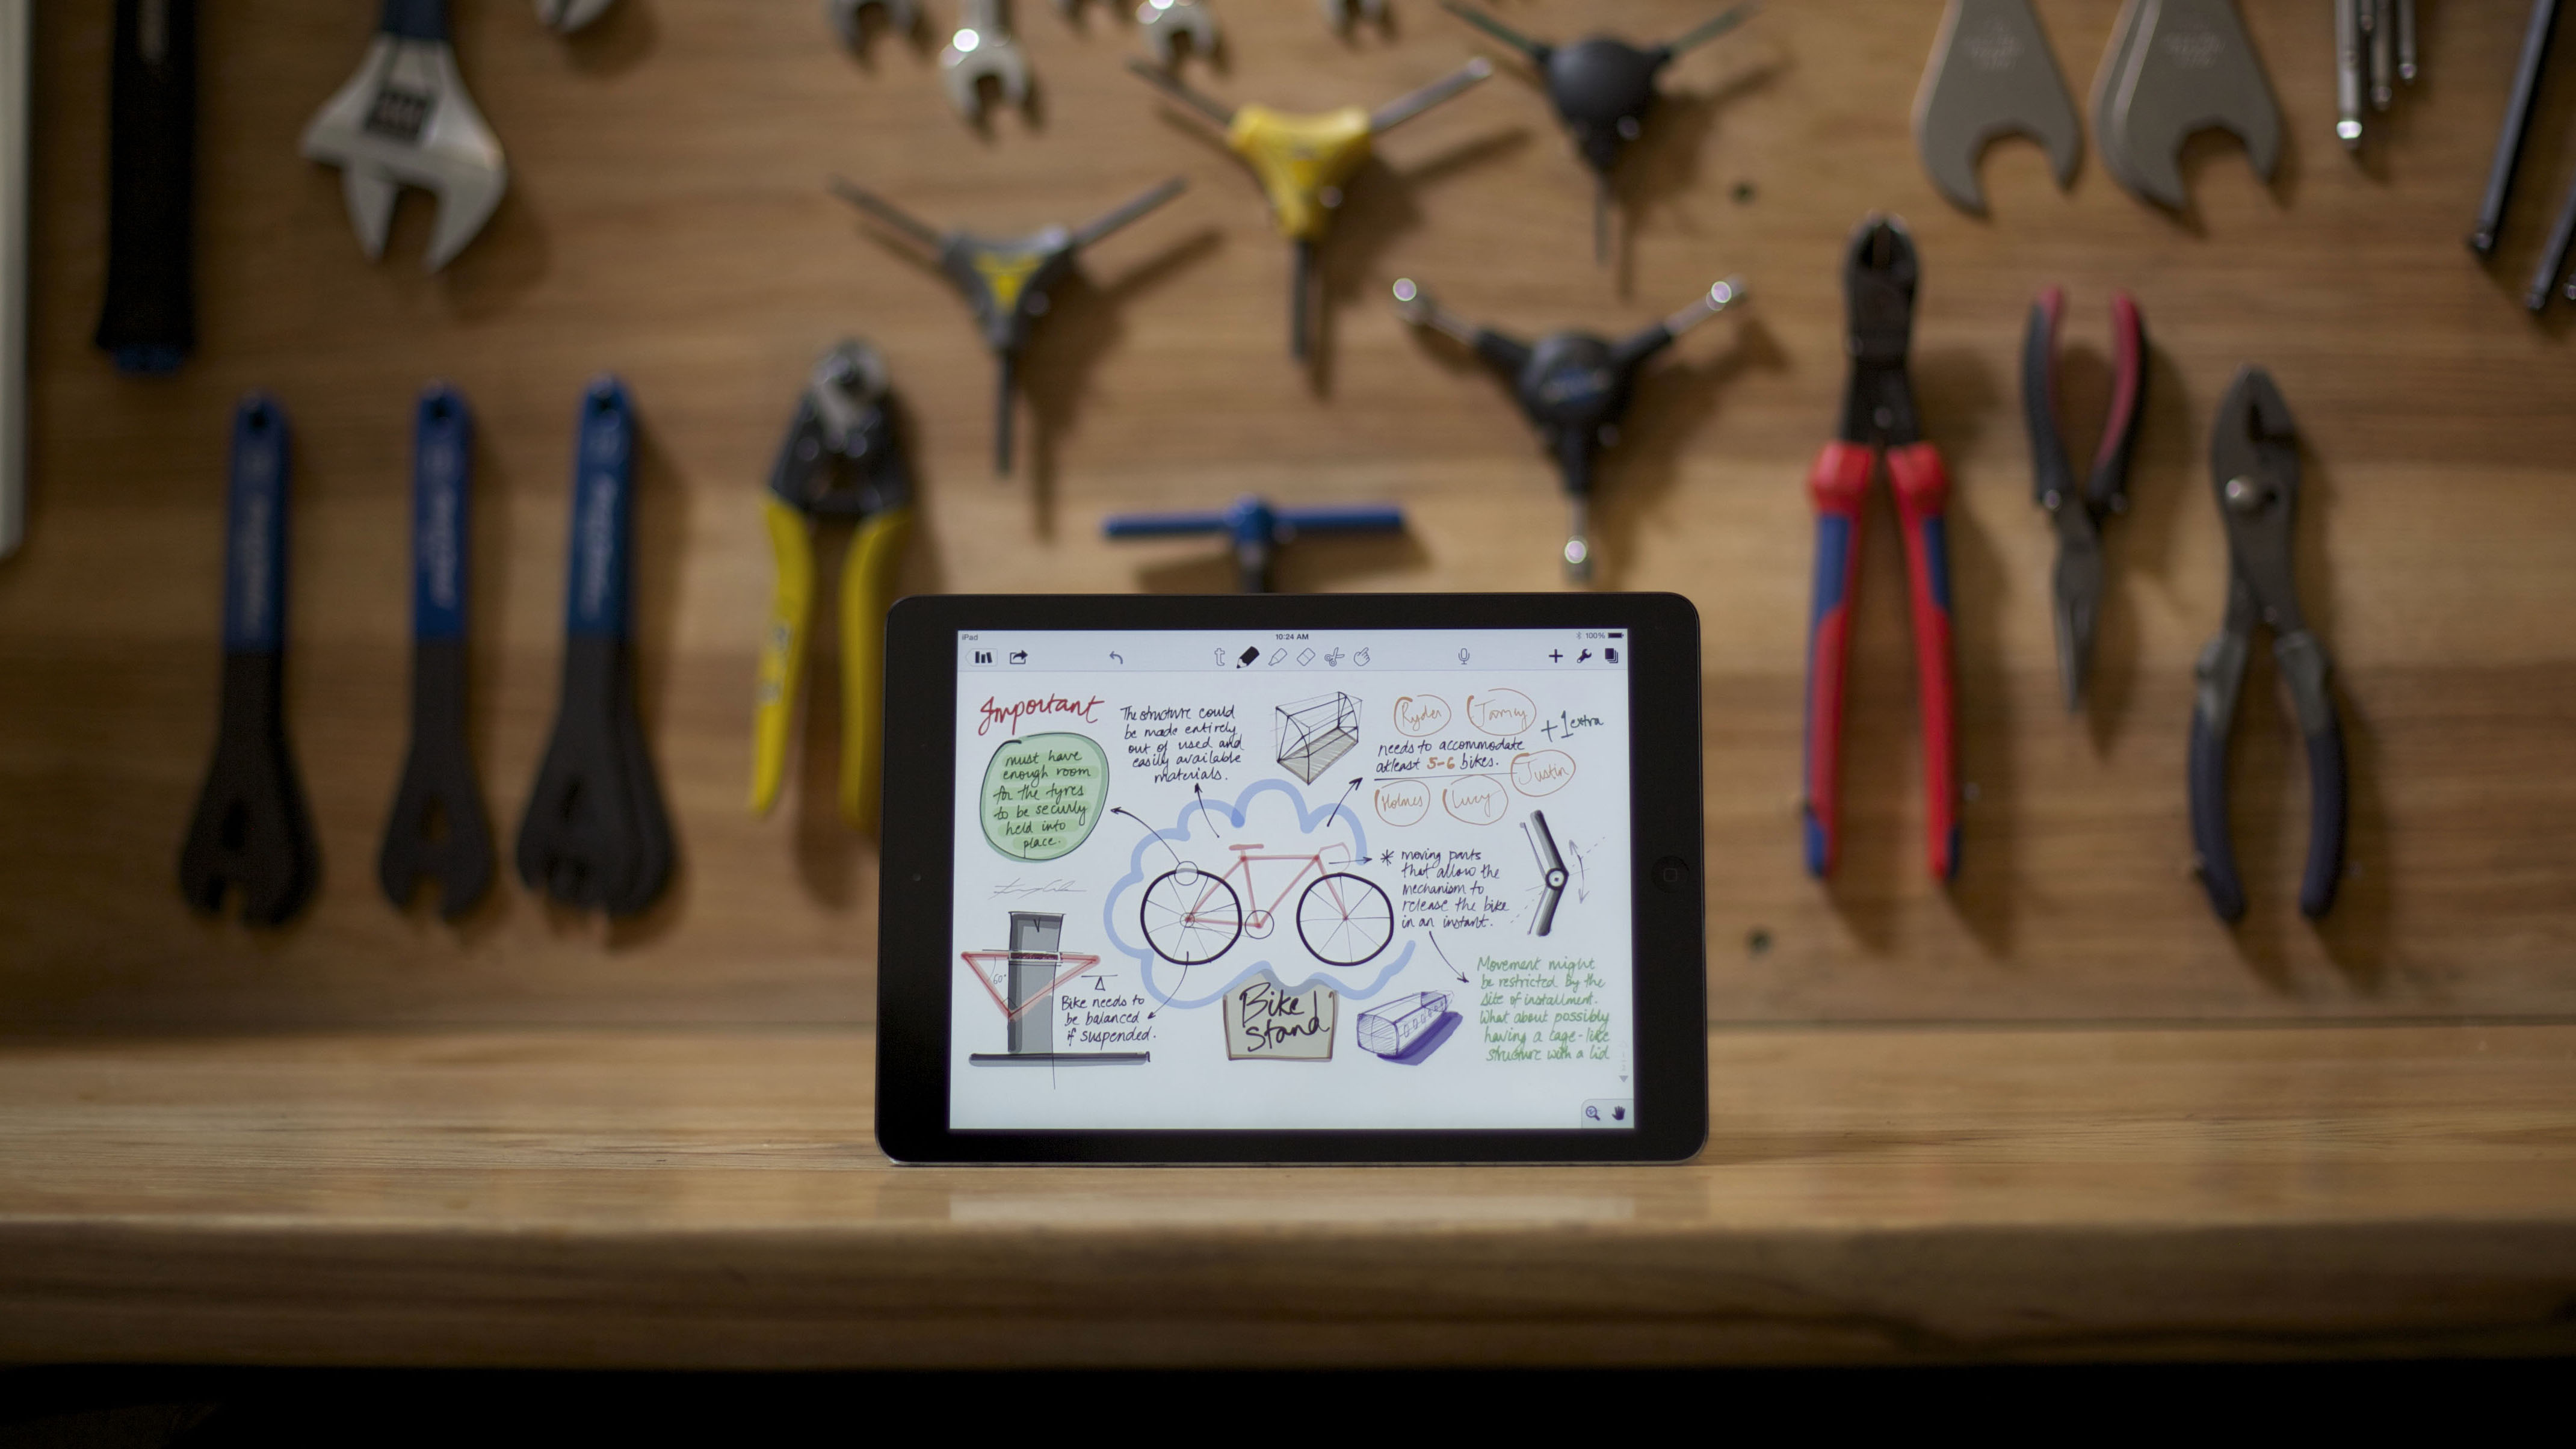 iPad
10:24 AM
100%
t
Important
must have
enough room
for the tyres
to be securly
held into
place.
The structure could
be made entirely
out of used and
easily available
materials.
Ryder
+1 extra
needs to accommodate
atleast 5-6 bikes.
Justin
Holmes
Lucy
* moving parts
that allow the
mechanism to
release the bike
in an instant.
60°
Bike needs to
be balanced
if suspended.
Bike
Stand
Movement might
be restricted by the
site of installment.
What about possibly
having a cage-like
structure with a lid